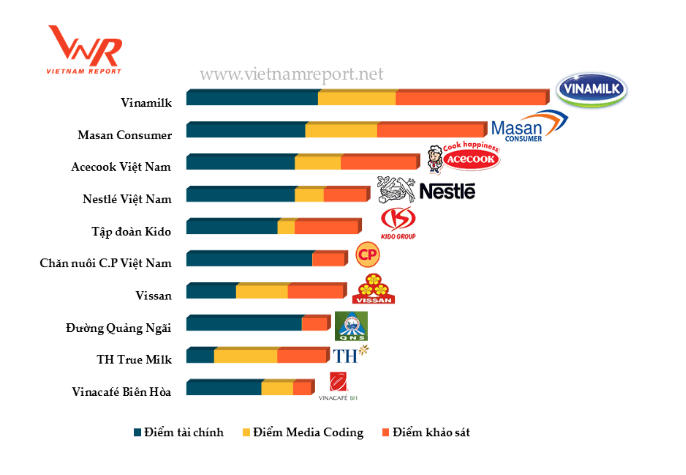 VNR
VIETNAM REPORT
www.vietnamreport.net
Vinamilk
VINAMILK
Masan Consumer
Masan
CONSUMER
Acecook Việt Nam
Cook happiness
ACECOOK
Nestlé Việt Nam
Nestlé
Tập đoàn Kido
KIDO GROUP
Chăn nuôi C.P Việt Nam
CP
Vissan
VISSAN
Đường Quảng Ngãi
QNS
TH True Milk
TH
Vinacafé Biên Hòa
VINACAFÉ BH
Điểm tài chính Điểm Media Coding Điểm khảo sát